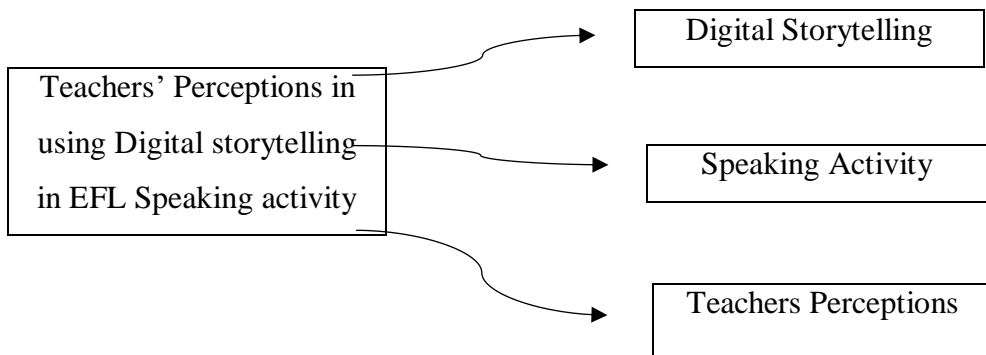 Teachers’ Perceptions in
using Digital storytelling
in EFL Speaking activity
Digital Storytelling
Speaking Activity
Teachers Perceptions